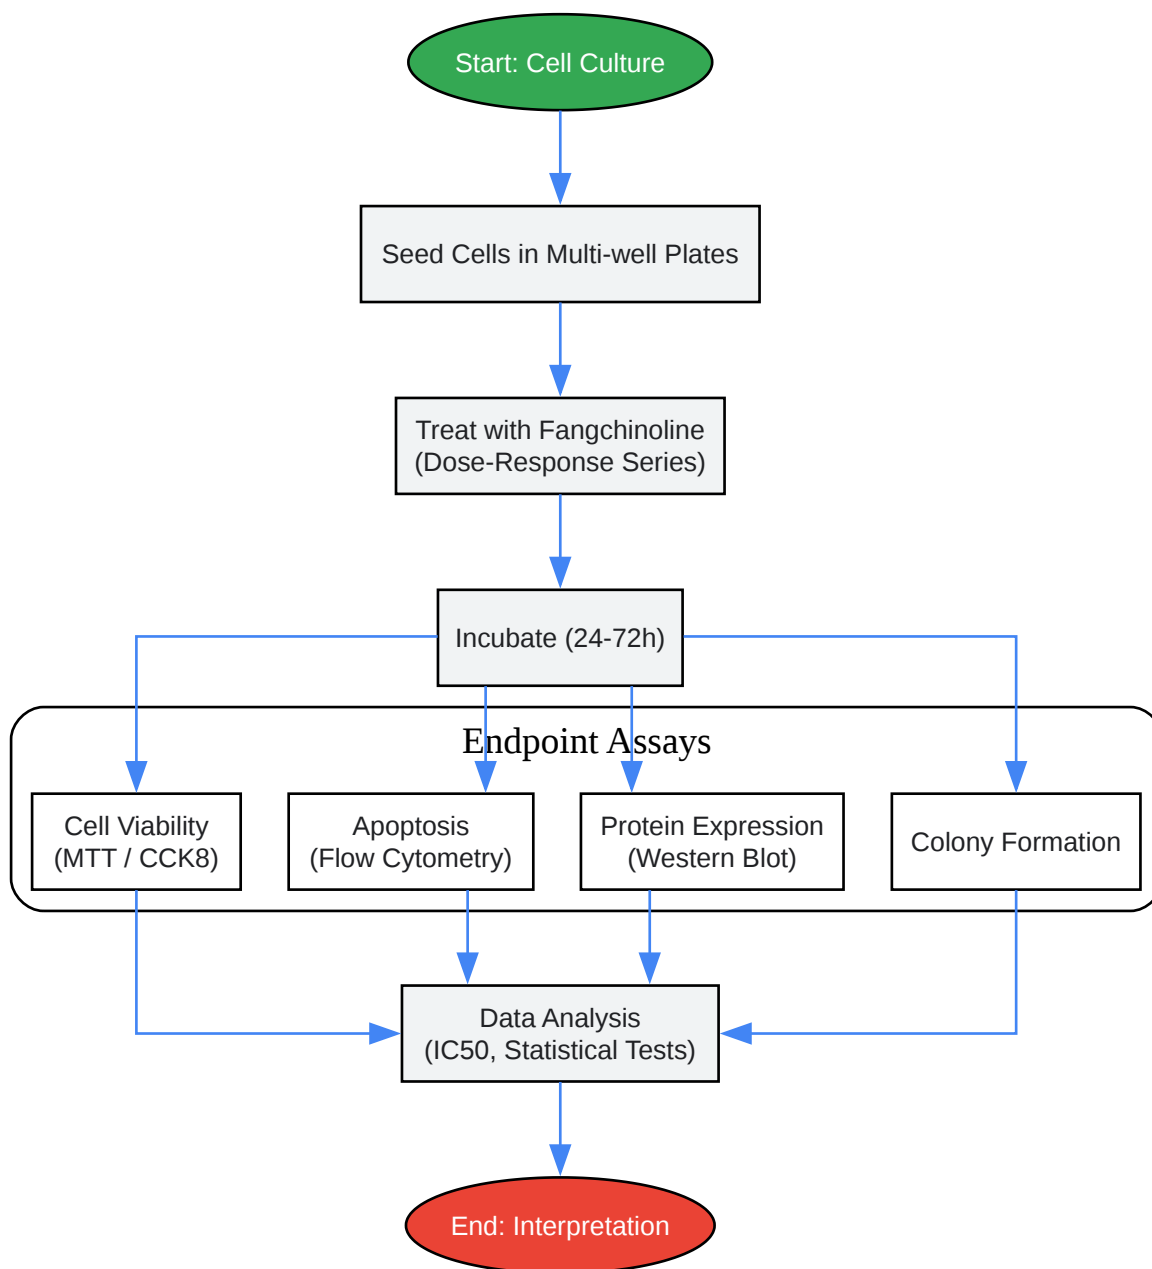 Start: Cell Culture
Seed Cells in Multi-well Plates
Treat with Fangchinoline
(Dose-Response Series)
Incubate (24-72h)
Endpoint Assays
Cell Viability
(MTT / CCK8)
Apoptosis
(Flow Cytometry)
Protein Expression
(Western Blot)
Colony Formation
Data Analysis
(IC50, Statistical Tests)
End: Interpretation